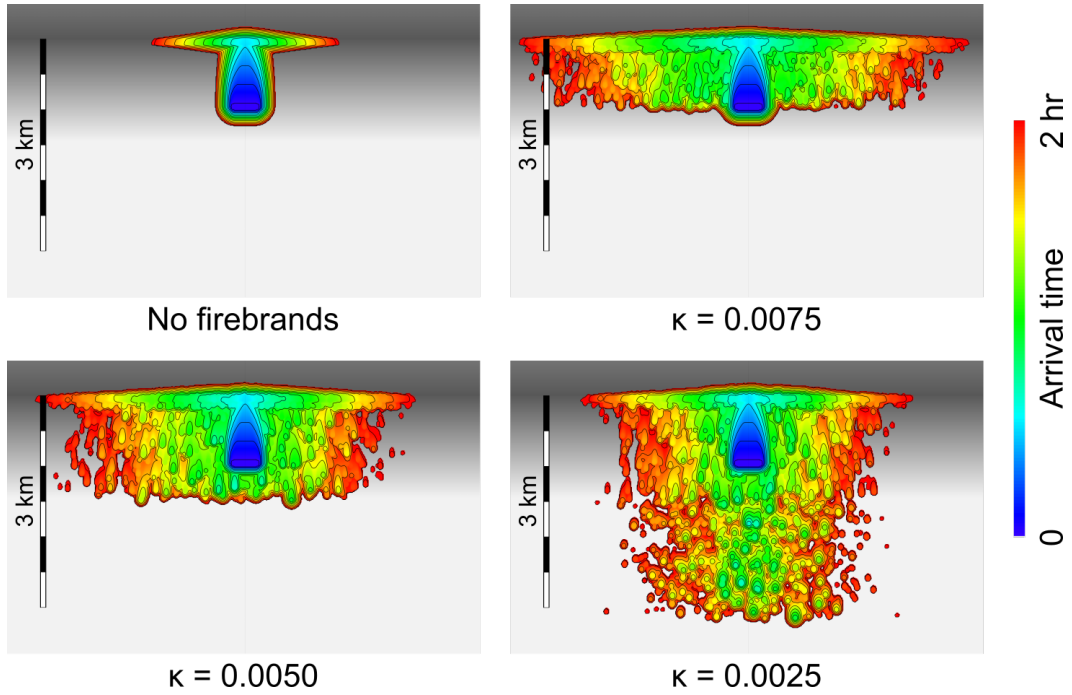 3 km
3 km
No firebrands
κ = 0.0075
3 km
3 km
κ = 0.0050
κ = 0.0025
2 hr
Arrival time
0